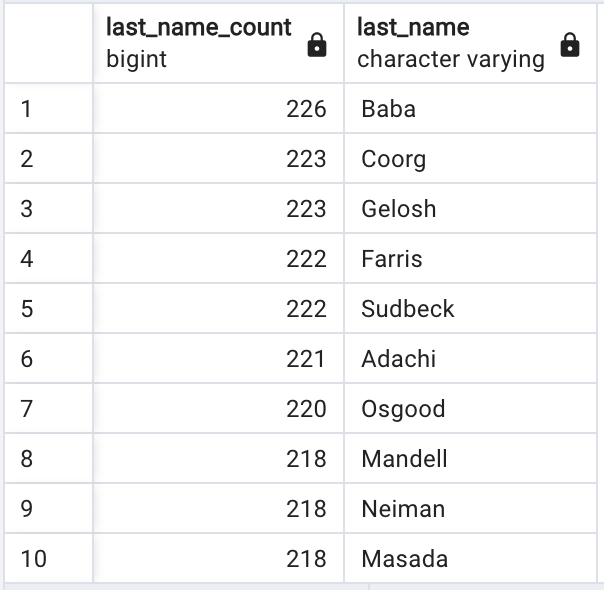 last_name_count last_name
bigint character varying
1 226 Baba
2 223 Coorg
3 223 Gelosh
4 222 Farris
5 222 Sudbeck
6 221 Adachi
7 220 Osgood
8 218 Mandell
9 218 Neiman
10 218 Masada